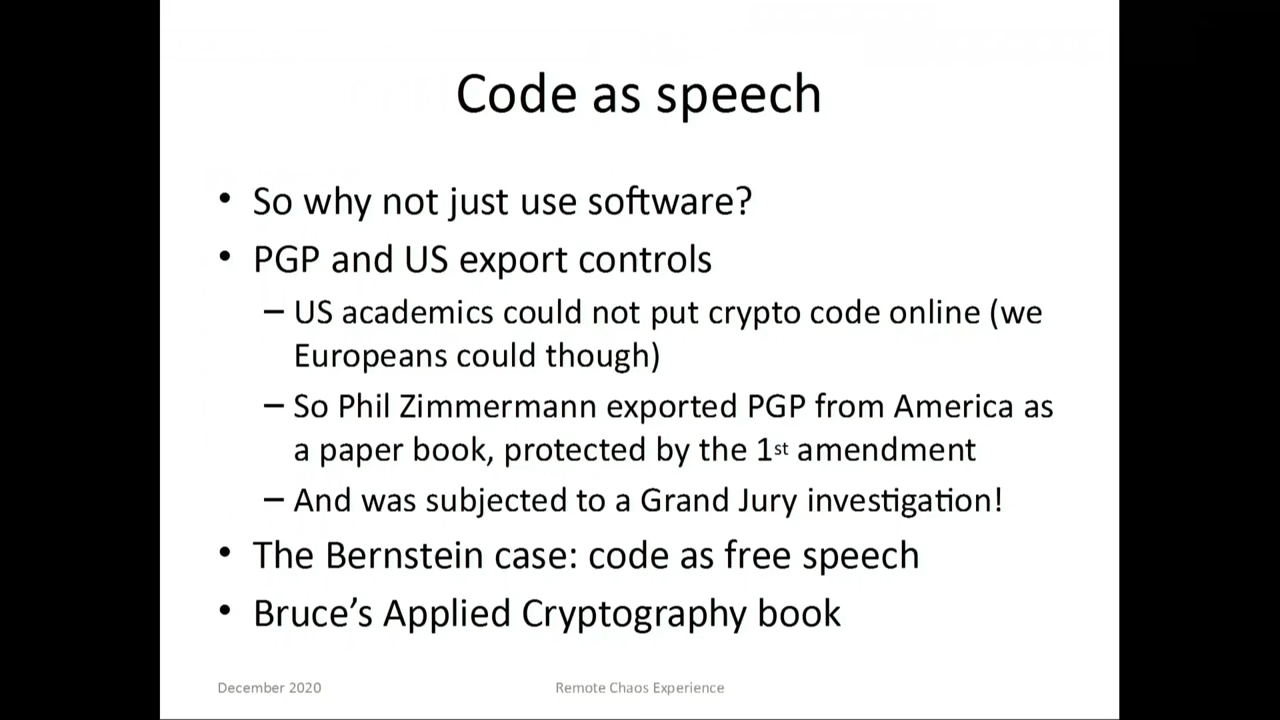 Code as speech
• So why not just use software?
• PGP and US export controls
– US academics could not put crypto code online (we
Europeans could though)
– So Phil Zimmermann exported PGP from America as
a paper book, protected by the 1st amendment
– And was subjected to a Grand Jury investigation!
• The Bernstein case: code as free speech
• Bruce’s Applied Cryptography book
December 2020
Remote Chaos Experience